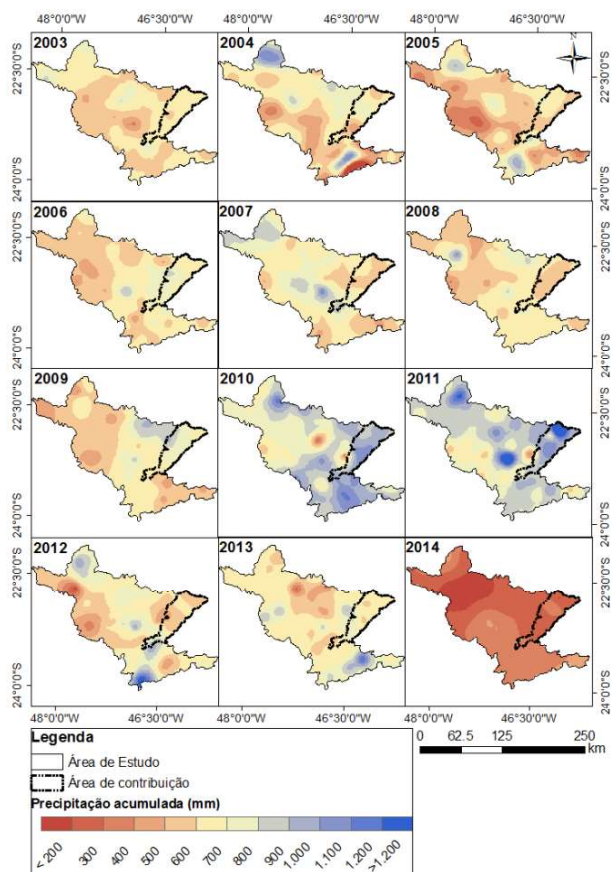 48°0'0"W 46°30'0"W 48°0'0"W 46°30'0"W 48°0'0"W 46°30'0"W
2003 2004 2005
22°30'0"S 22°30'0"S
24°0'0"S 24°0'0"S
2006 2007 2008
22°30'0"S 22°30'0"S
24°0'0"S 24°0'0"S
2009 2010 2011
22°30'0"S 22°30'0"S
24°0'0"S 24°0'0"S
2012 2013 2014
22°30'0"S 22°30'0"S
24°0'0"S 24°0'0"S
48°0'0"W 46°30'0"W 48°0'0"W 46°30'0"W 48°0'0"W 46°30'0"W
Legenda
Área de Estudo
Área de contribuição
Precipitação acumulada (mm)
< 200 300 400 500 600 700 800 900 1.000 1.100 1.200 >1.200
0 62.5 125 250
km